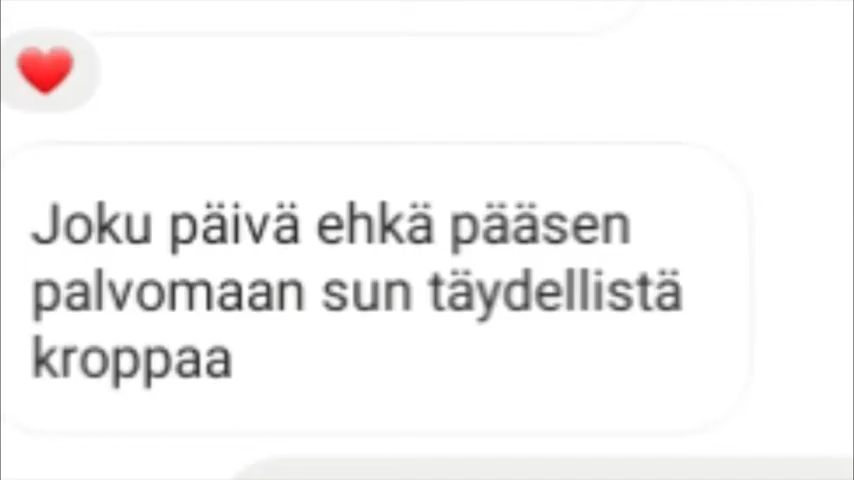 Joku päivä ehkä pääsen
palvomaan sun täydellistä
kroppaa